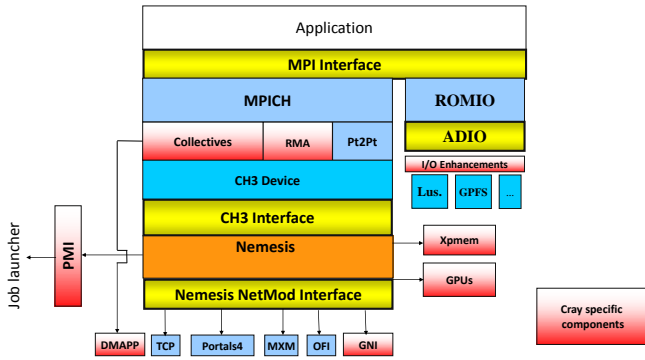 Application
MPI Interface
MPICH
ROMIO
Collectives
RMA
Pt2Pt
ADIO
I/O Enhancements
CH3 Device
Lus.
GPFS
...
CH3 Interface
Nemesis
Xpmem
GPUs
PMI
Job launcher
Nemesis NetMod Interface
DMAPP
TCP
Portals4
MXM
OFI
GNI
Cray specific
components